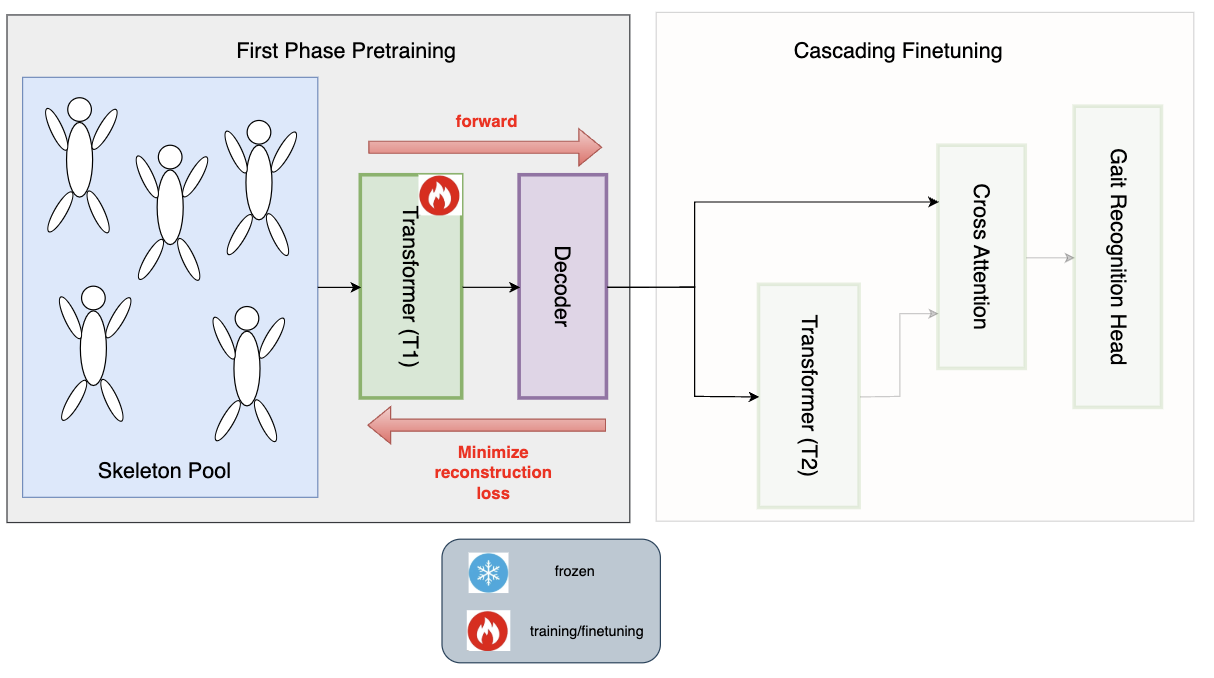 First Phase Pretraining
Cascading Finetuning
forward
Transformer (T1)
Decoder
Minimize
reconstruction
loss
Skeleton Pool
Transformer (T2)
Cross Attention
Gait Recognition Head
frozen
training/finetuning